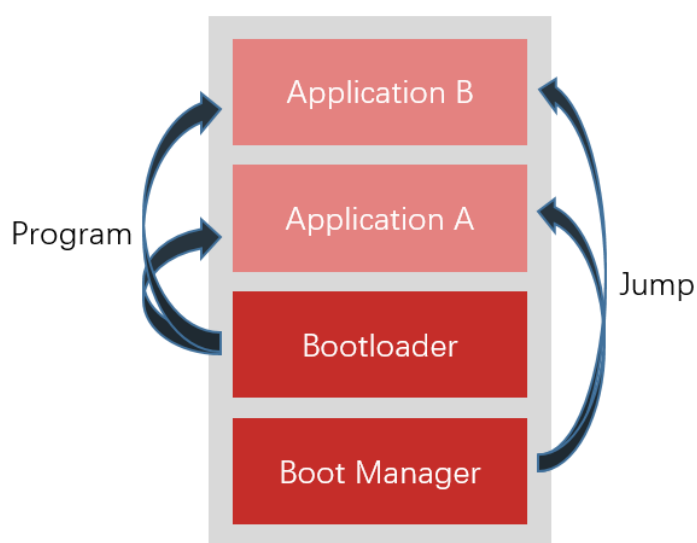 Application B
Application A
Program
Jump
Bootloader
Boot Manager